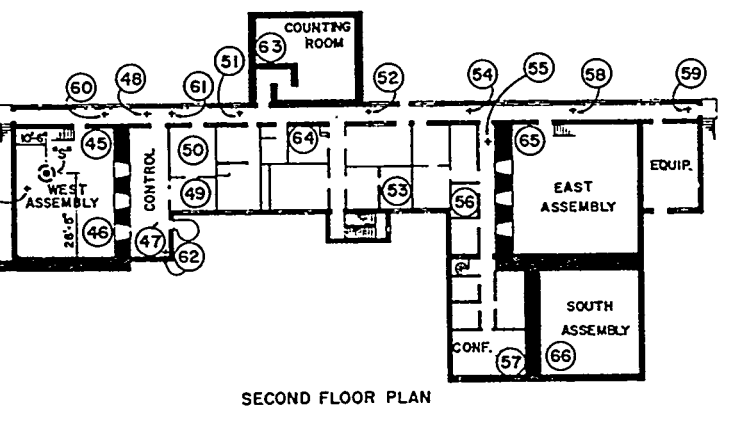 COUNTING
ROOM
63
51
60
48
61
52
54
55
58
59
10'-6"
45
50
64
65
"S"
CONTROL
EQUIP.
WEST
ASSEMBLY
49
53
56
EAST
ASSEMBLY
26'-6"
46
47
62
SOUTH
ASSEMBLY
CONF.
57
66
SECOND FLOOR PLAN